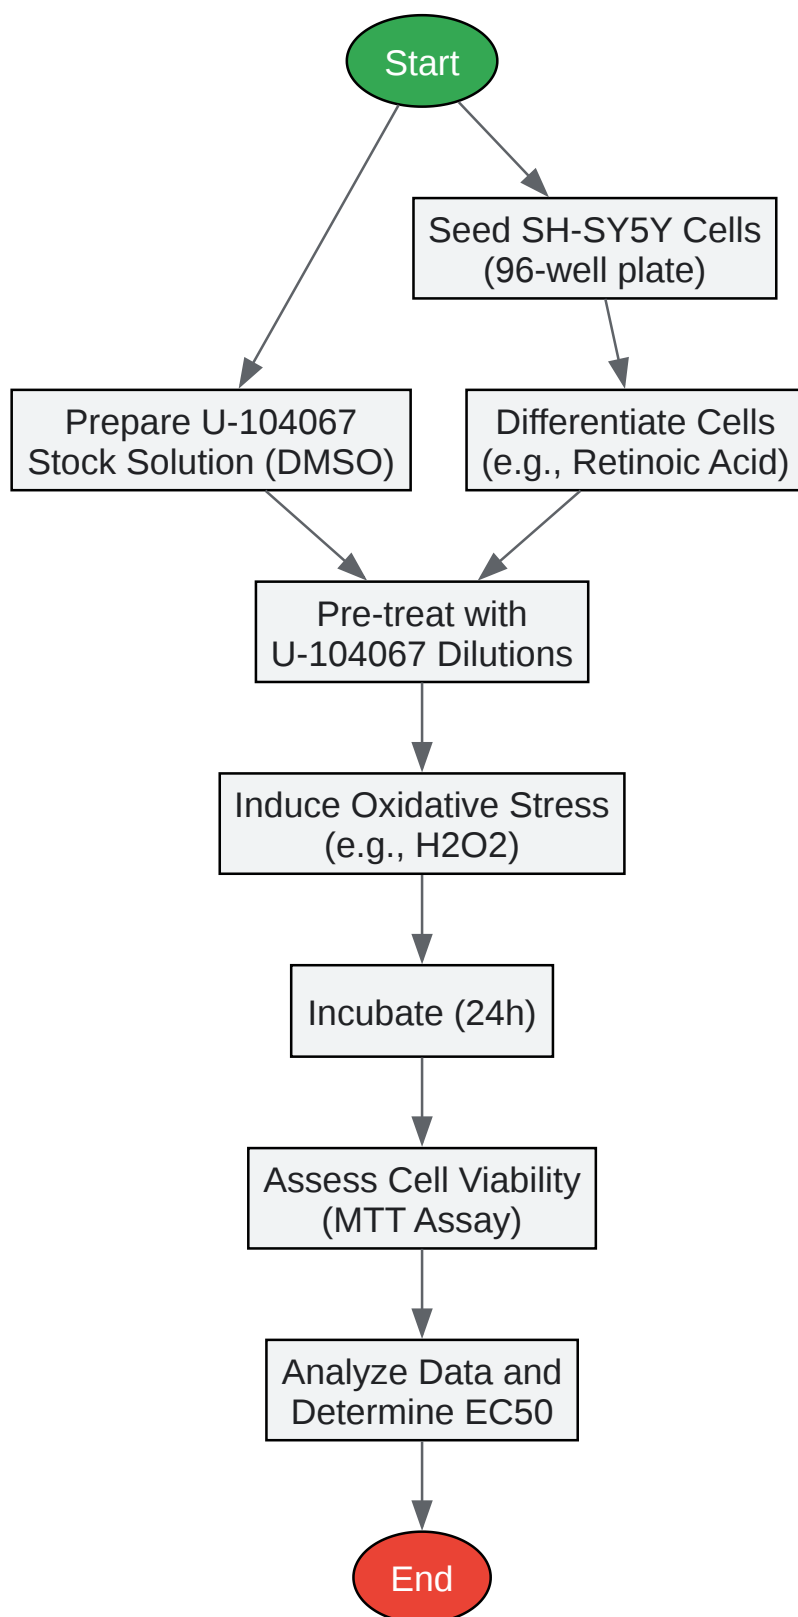 Start
Seed SH-SY5Y Cells
(96-well plate)
Prepare U-104067
Stock Solution (DMSO)
Differentiate Cells
(e.g., Retinoic Acid)
Pre-treat with
U-104067 Dilutions
Induce Oxidative Stress
(e.g., H2O2)
Incubate (24h)
Assess Cell Viability
(MTT Assay)
Analyze Data and
Determine EC50
End